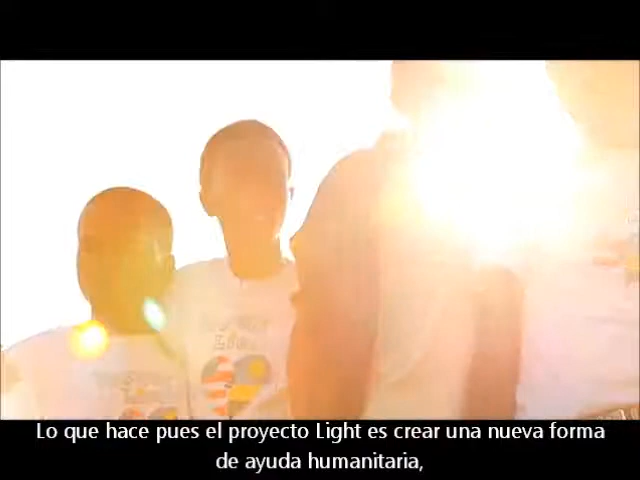 Lo que hace pues el proyecto Light es crear una nueva forma
de ayuda humanitaria,